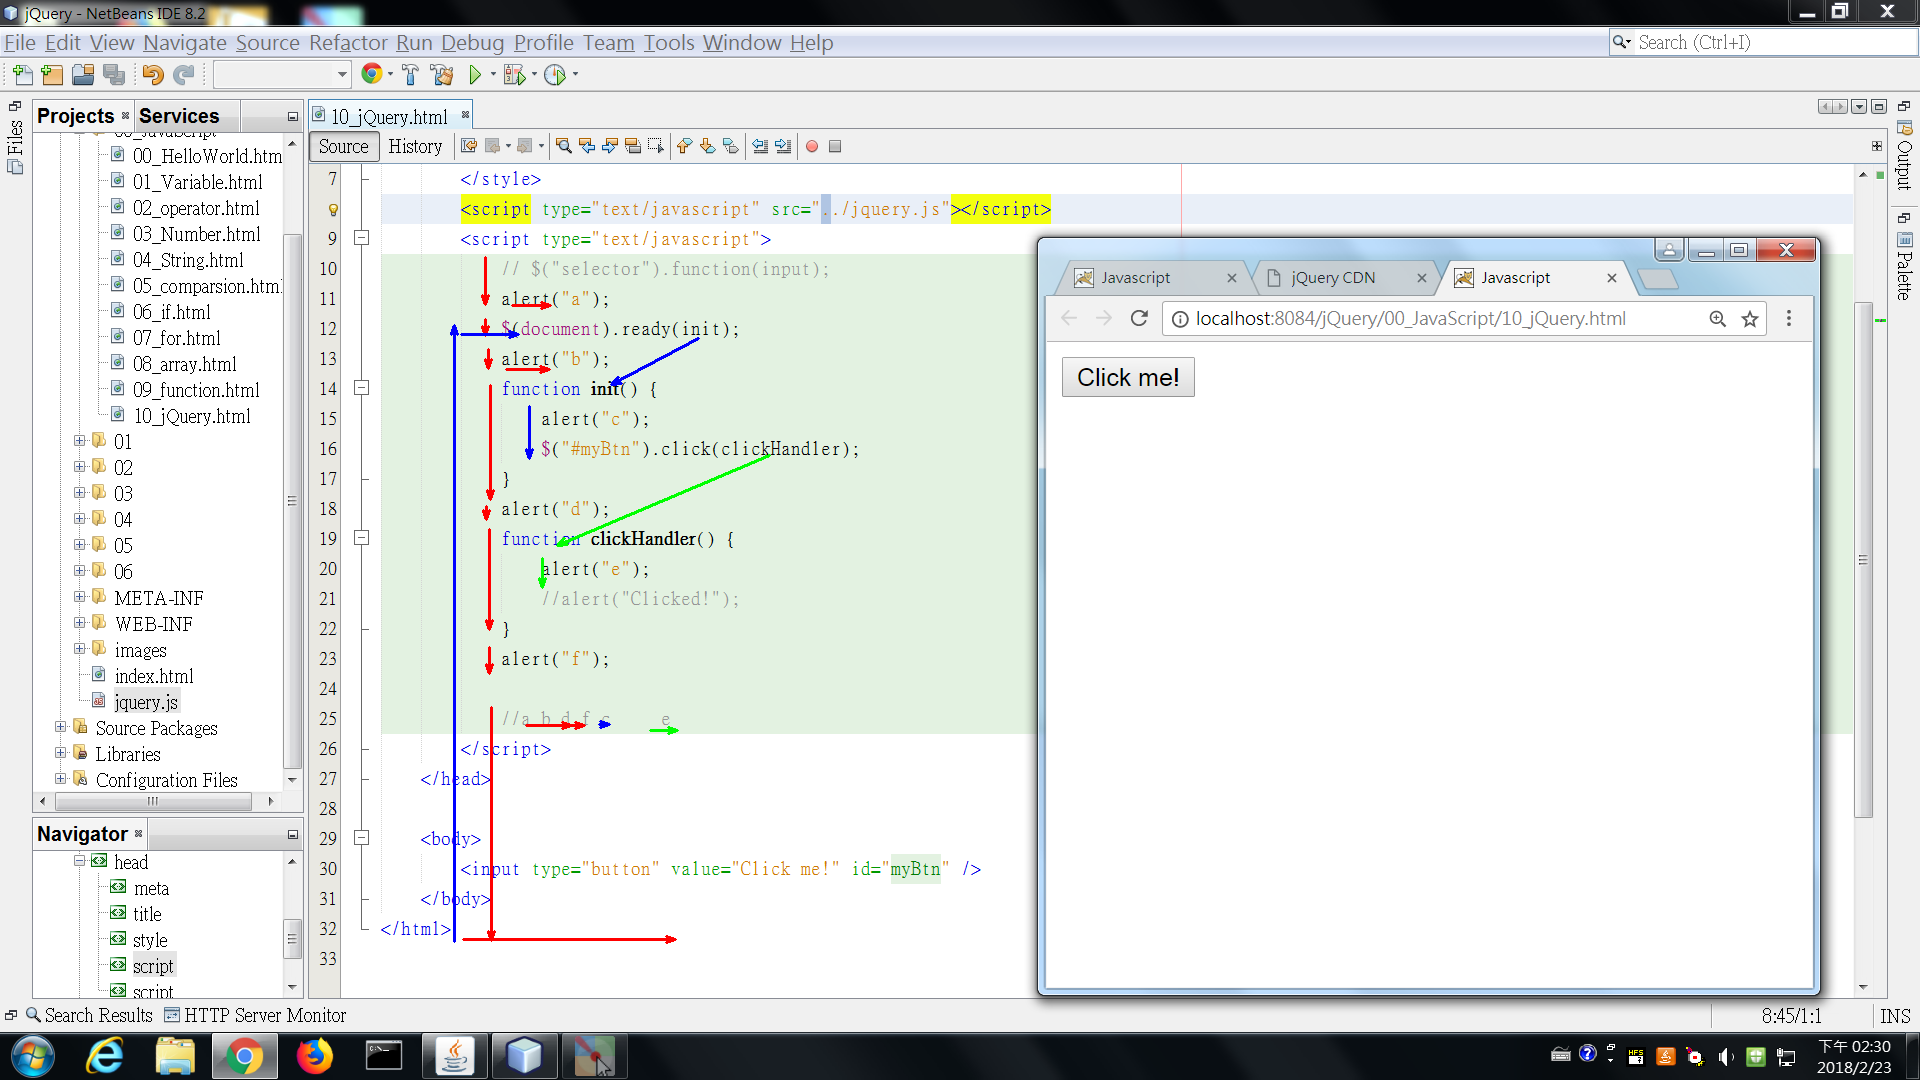 jQuery - NetBeans IDE 8.2
File Edit View Navigate Source Refactor Run Debug Profile Team Tools Window Help
Search (Ctrl+I)
Files
Projects
Services
00_HelloWorld.htm
01_Variable.html
02_operator.html
03_Number.html
04_String.html
05_comparsion.html
06_if.html
07_for.html
08_array.html
09_function.html
10_jQuery.html
01
02
03
04
05
06
META-INF
WEB-INF
images
index.html
jquery.js
Source Packages
Libraries
Configuration Files
Navigator
head
meta
title
style
script
script
10_jQuery.html
Source History
7 </style>
<script type="text/javascript" src="../jquery.js"></script>
9 <script type="text/javascript">
10 // $("selector").function(input);
11 alert("a");
12 $(document).ready(init);
13 alert("b");
14 function init() {
15 alert("c");
16 $("#myBtn").click(clickHandler);
17 }
18 alert("d");
19 function clickHandler() {
20 alert("e");
21 //alert("Clicked!");
22 }
23 alert("f");
24
25 //a b d f c e
26 </script>
27 </head>
28
29 <body>
30 <input type="button" value="Click me!" id="myBtn" />
31 </body>
32 </html>
33
Javascript
jQuery CDN
Javascript
localhost:8084/jQuery/00_JavaScript/10_jQuery.html
Click me!
Output
Palette
Search Results HTTP Server Monitor
8:45/1:1 INS
下午 02:30
2018/2/23